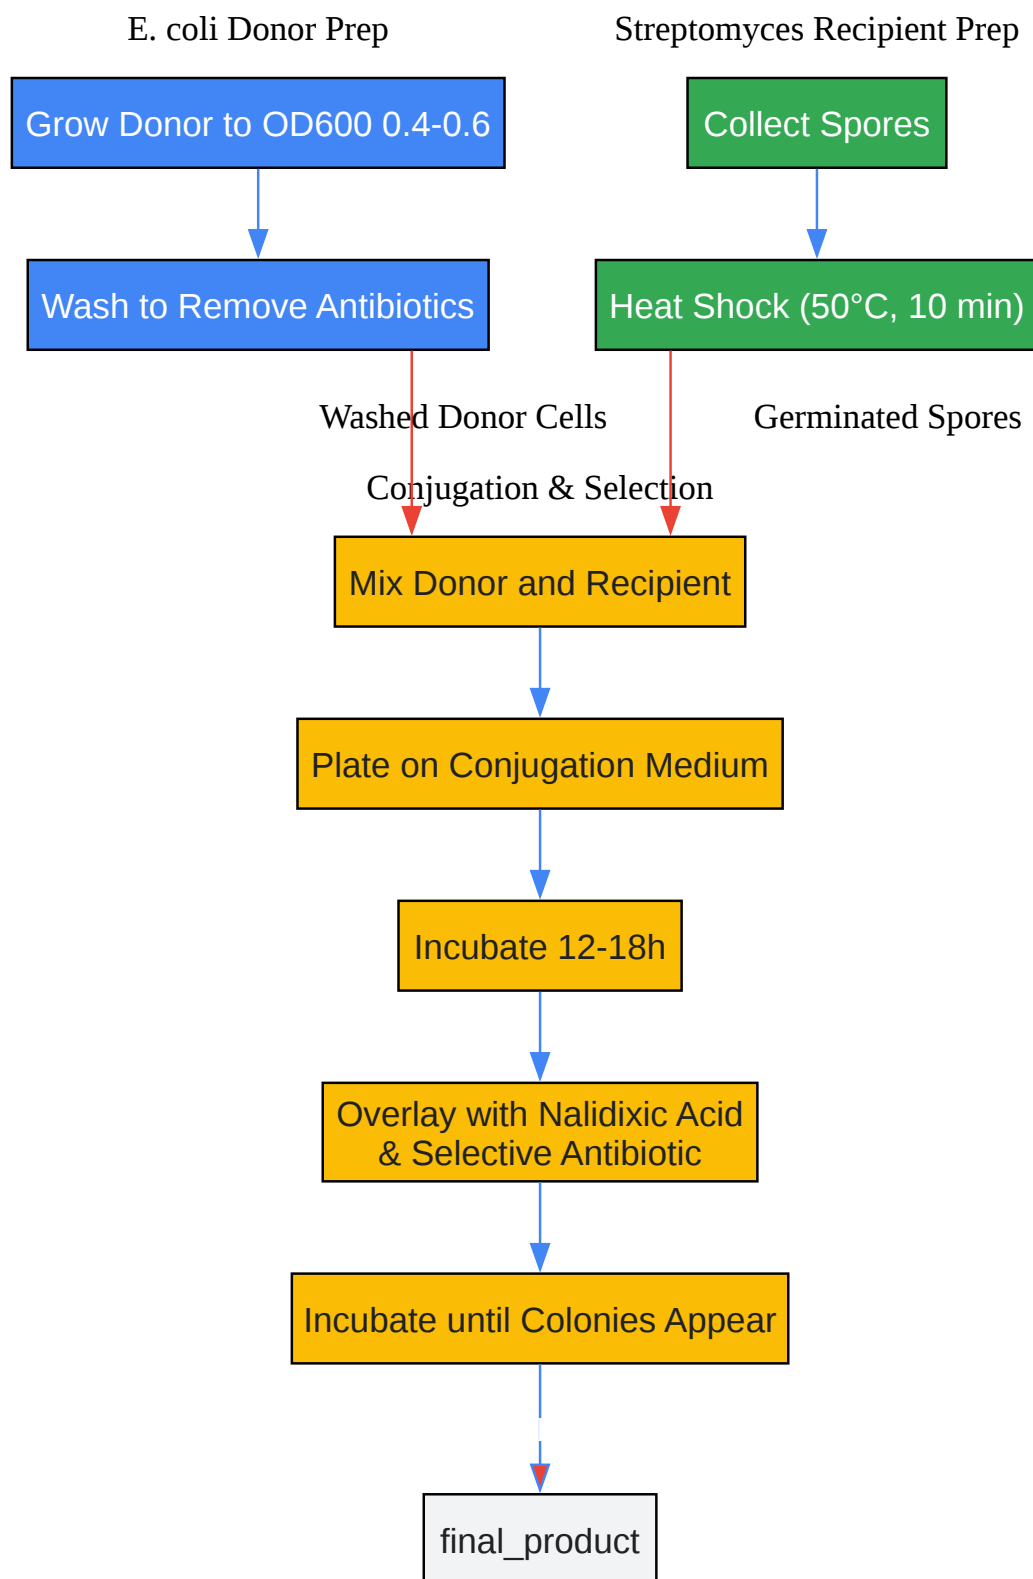 E. coli Donor Prep
Streptomyces Recipient Prep
Grow Donor to OD600 0.4-0.6
Collect Spores
Wash to Remove Antibiotics
Heat Shock (50°C, 10 min)
Washed Donor Cells
Germinated Spores
Conjugation & Selection
Mix Donor and Recipient
Plate on Conjugation Medium
Incubate 12-18h
Overlay with Nalidixic Acid
& Selective Antibiotic
Incubate until Colonies Appear
final_product